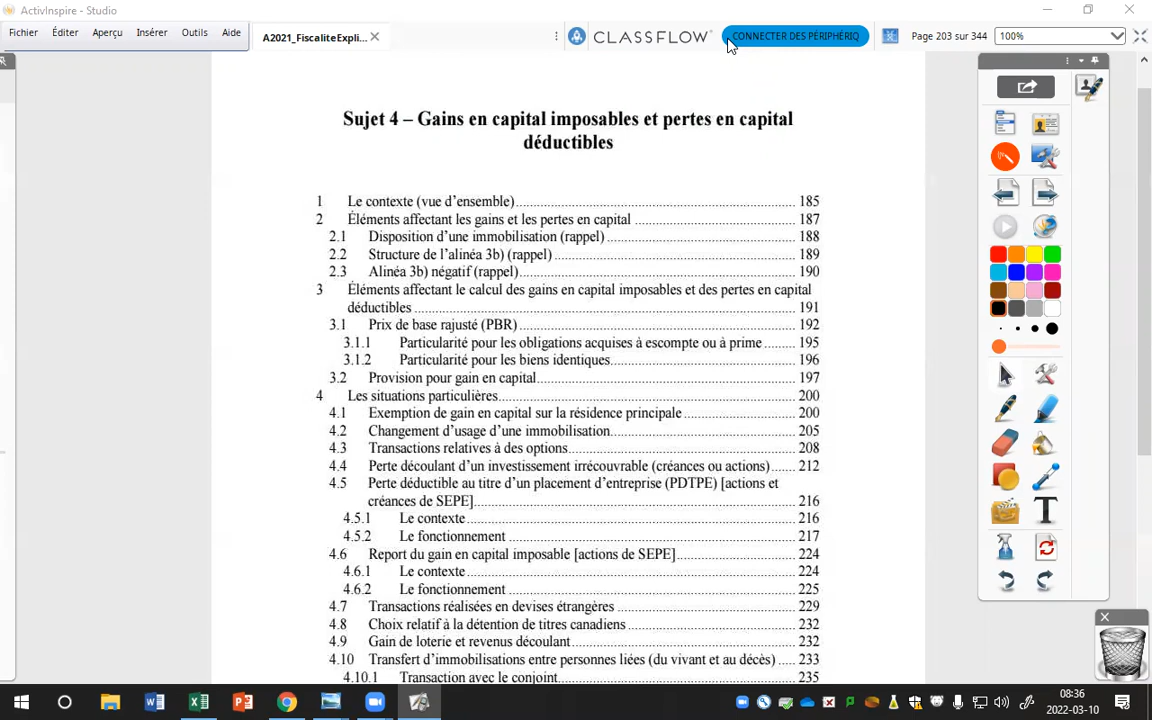 ActivInspire - Studio
Fichier Éditer Aperçu Insérer Outils Aide
A2021_FiscaliteExpli...
CLASSFLOW
CONNECTER DES PÉRIPHÉRIQ
Page 203 sur 344
100%
Sujet 4 – Gains en capital imposables et pertes en capital
déductibles
1 Le contexte (vue d'ensemble) 185
2 Éléments affectant les gains et les pertes en capital 187
2.1 Disposition d'une immobilisation (rappel) 188
2.2 Structure de l'alinéa 3b) (rappel) 189
2.3 Alinéa 3b) négatif (rappel) 190
3 Éléments affectant le calcul des gains en capital imposables et des pertes en capital
déductibles 191
3.1 Prix de base rajusté (PBR) 192
3.1.1 Particularité pour les obligations acquises à escompte ou à prime 195
3.1.2 Particularité pour les biens identiques 196
3.2 Provision pour gain en capital 197
4 Les situations particulières 200
4.1 Exemption de gain en capital sur la résidence principale 200
4.2 Changement d'usage d'une immobilisation 205
4.3 Transactions relatives à des options 208
4.4 Perte découlant d'un investissement irrécouvrable (créances ou actions) 212
4.5 Perte déductible au titre d'un placement d'entreprise (PDTPE) [actions et
créances de SEPE] 216
4.5.1 Le contexte 216
4.5.2 Le fonctionnement 217
4.6 Report du gain en capital imposable [actions de SEPE] 224
4.6.1 Le contexte 224
4.6.2 Le fonctionnement 225
4.7 Transactions réalisées en devises étrangères 229
4.8 Choix relatif à la détention de titres canadiens 232
4.9 Gain de loterie et revenus découlant 232
4.10 Transfert d'immobilisations entre personnes liées (du vivant et au décès) 233
4.10.1 Transaction avec le conjoint 235
08:36
2022-03-10